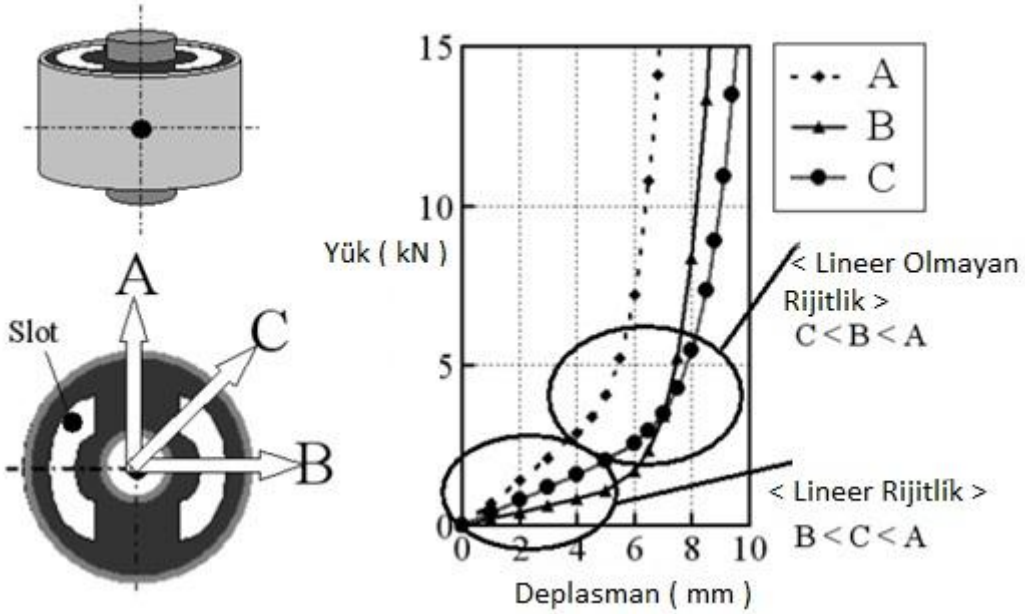 A
Slot
C
B
15
10
5
0
0 2 4 6 8 10
Yük ( kN )
Deplasman ( mm )
A
B
C
< Lineer Olmayan
Rijitlik >
C < B < A
< Lineer Rijitlik >
B < C < A